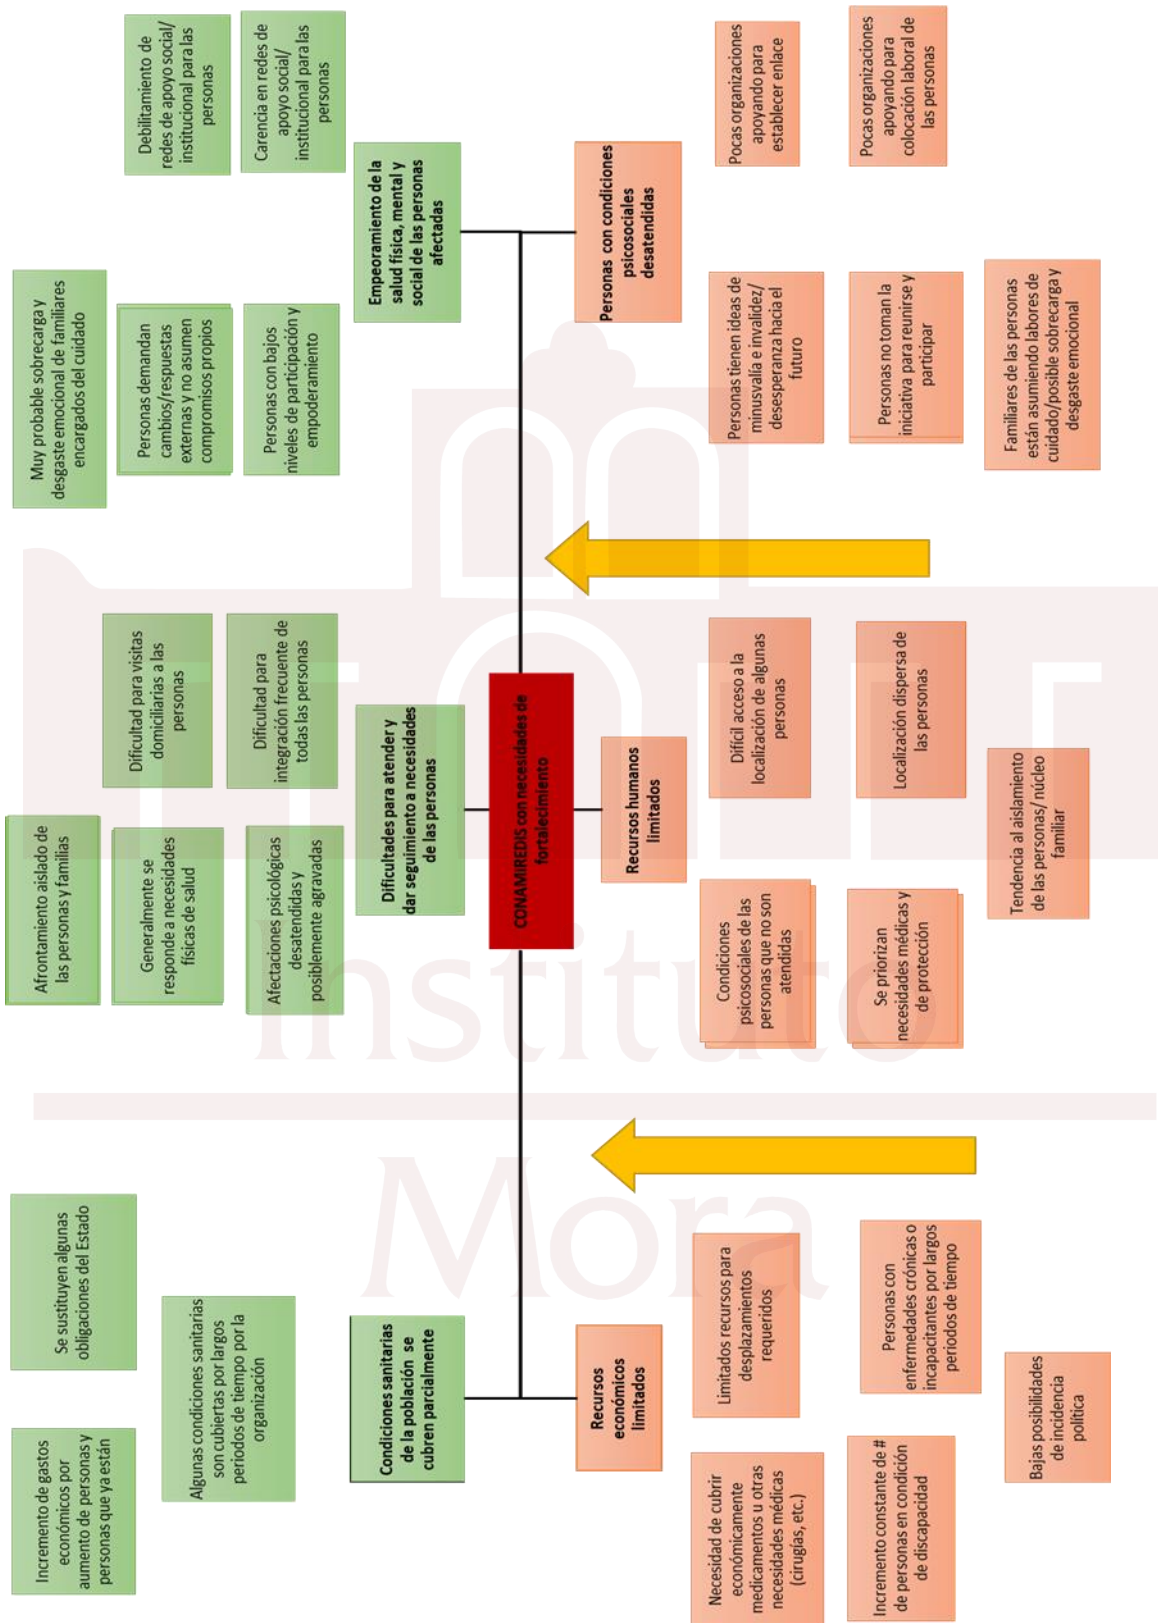 Incremento de gastos
económicos por
aumento de personas y
personas que ya están
Se sustituyen algunas
obligaciones del Estado
Algunas condiciones sanitarias
son cubiertas por largos
periodos de tiempo por la
organización
Condiciones sanitarias
de la población se
cubren parcialmente
Afrontamiento aislado de
las personas y familias
Generalmente se
responde a necesidades
físicas de salud
Afectaciones psicológicas
desatendidas y
posiblemente agravadas
Dificultad para visitas
domiciliarias a las
personas
Dificultad para
integración frecuente de
todas las personas
Dificultades para atender y
dar seguimiento a necesidades
de las personas
Muy probable sobrecarga y
desgaste emocional de familiares
encargados del cuidado
Personas demandan
cambios/respuestas
externas y no asumen
compromisos propios
Personas con bajos
niveles de participación y
empoderamiento
Debilitamiento de
redes de apoyo social/
institucional para las
personas
Carencia en redes de
apoyo social/
institucional para las
personas
Empeoramiento de la
salud física, mental y
social de las personas
afectadas
CONAMIREDIS con necesidades de
fortalecimiento
Recursos
económicos
limitados
Necesidad de cubrir
económicamente
medicamentos u otras
necesidades médicas
(cirugías, etc.)
Limitados recursos para
desplazamientos
requeridos
Incremento constante de #
de personas en condición
de discapacidad
Personas con
enfermedades crónicas o
incapacitantes por largos
periodos de tiempo
Bajas posibilidades
de incidencia
política
Recursos humanos
limitados
Condiciones
psicosociales de las
personas que no son
atendidas
Difícil acceso a la
localización de algunas
personas
Se priorizan
necesidades médicas y
de protección
Localización dispersa de
las personas
Tendencia al aislamiento
de las personas/ núcleo
familiar
Personas con condiciones
psicosociales
desatendidas
Personas tienen ideas de
minusvalía e invalidez/
desesperanza hacia el
futuro
Pocas organizaciones
apoyando para
establecer enlace
Personas no toman la
iniciativa para reunirse y
participar
Pocas organizaciones
apoyando para
colocación laboral de
las personas
Familiares de las personas
están asumiendo labores de
cuidado/posible sobrecarga y
desgaste emocional
Instituto
Mora